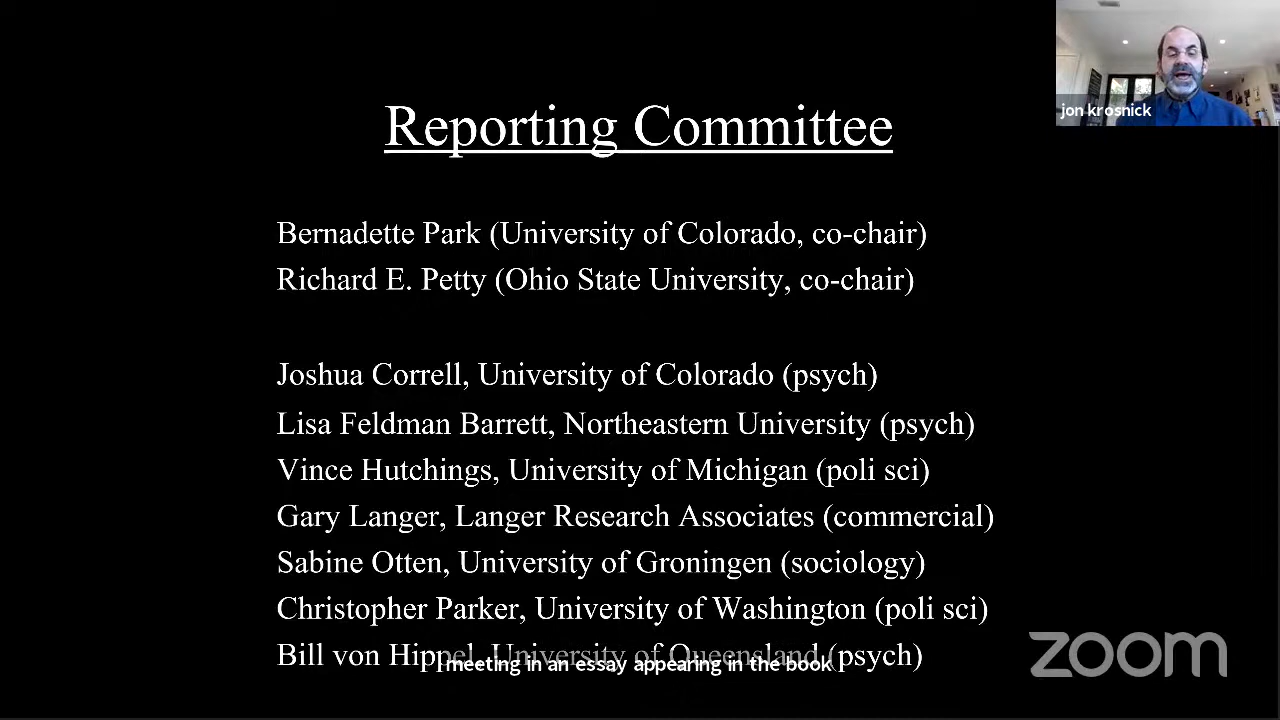 jon krosnick
Reporting Committee
Bernadette Park (University of Colorado, co-chair)
Richard E. Petty (Ohio State University, co-chair)
Joshua Correll, University of Colorado (psych)
Lisa Feldman Barrett, Northeastern University (psych)
Vince Hutchings, University of Michigan (poli sci)
Gary Langer, Langer Research Associates (commercial)
Sabine Otten, University of Groningen (sociology)
Christopher Parker, University of Washington (poli sci)
Bill von Hippel, University of Queensland (psych)
meeting in an essay appearing in the book
zoom